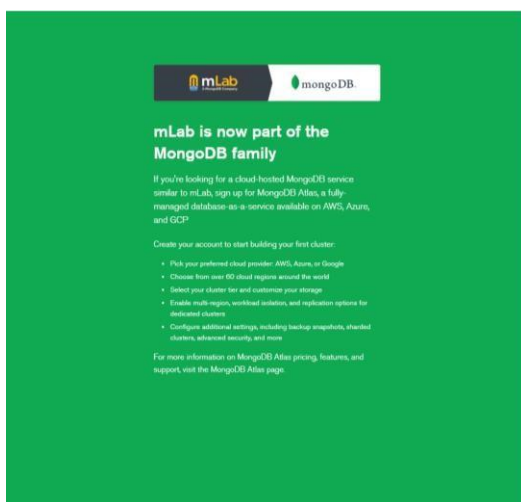 mLab
a MongoDB Company
mongoDB.
mLab is now part of the
MongoDB family
If you're looking for a cloud-hosted MongoDB service
similar to mLab, sign up for MongoDB Atlas, a fully-
managed database-as-a-service available on AWS, Azure,
and GCP
Create your account to start building your first cluster:
• Pick your preferred cloud provider: AWS, Azure, or Google
• Choose from over 60 cloud regions around the world
• Select your cluster tier and customize your storage
• Enable multi-region, workload isolation, and replication options for
dedicated clusters
• Configure additional settings, including backup snapshots, sharded
clusters, advanced security, and more
For more information on MongoDB Atlas pricing, features, and
support, visit the MongoDB Atlas page.